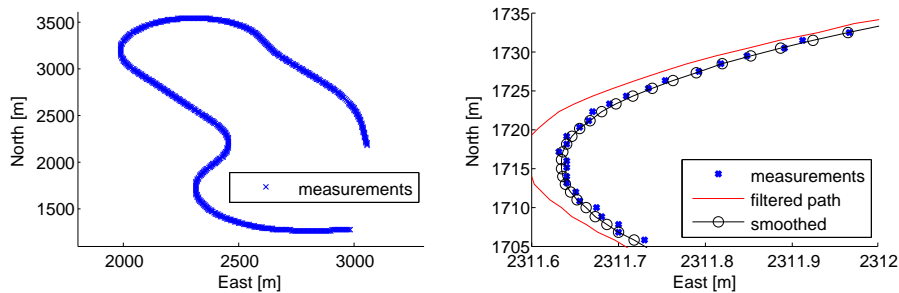 3500
3000
2500
2000
1500
2000
2500
3000
North [m]
East [m]
measurements
1735
1730
1725
1720
1715
1710
1705
2311.6
2311.7
2311.8
2311.9
2312
North [m]
East [m]
measurements
filtered path
smoothed